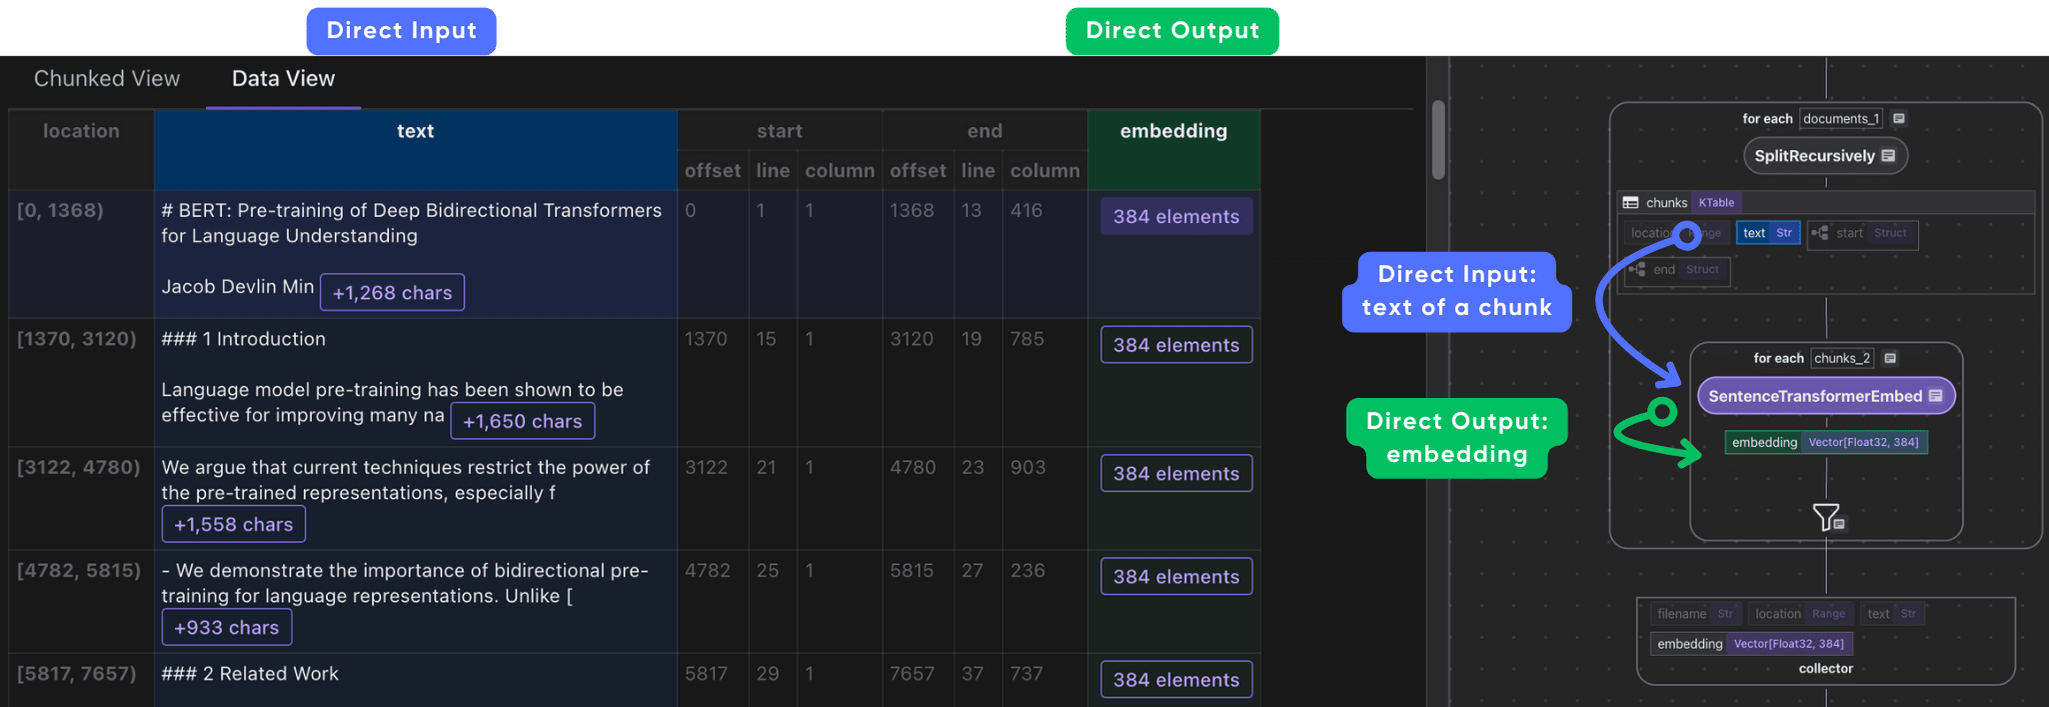 Direct Input
Direct Output
Chunked View
Data View
location
text
start
end
embedding
offset
line
column
offset
line
column
[0, 1368)
# BERT: Pre-training of Deep Bidirectional Transformers
for Language Understanding
Jacob Devlin Min +1,268 chars
0
1
1
1368
13
416
384 elements
[1370, 3120)
### 1 Introduction
Language model pre-training has been shown to be
effective for improving many na +1,650 chars
1370
15
1
3120
19
785
384 elements
[3122, 4780)
We argue that current techniques restrict the power of
the pre-trained representations, especially f
+1,558 chars
3122
21
1
4780
23
903
384 elements
[4782, 5815)
- We demonstrate the importance of bidirectional pre-
training for language representations. Unlike [
+933 chars
4782
25
1
5815
27
236
384 elements
[5817, 7657)
### 2 Related Work
5817
29
1
7657
37
737
384 elements
for each documents_1
SplitRecursively
chunks KTable
location Range
text Str
start Struct
end Struct
Direct Input:
text of a chunk
for each chunks_2
SentenceTransformerEmbed
Direct Output:
embedding
embedding Vector[Float32, 384]
filename Str
location Range
text Str
embedding Vector[Float32, 384]
collector